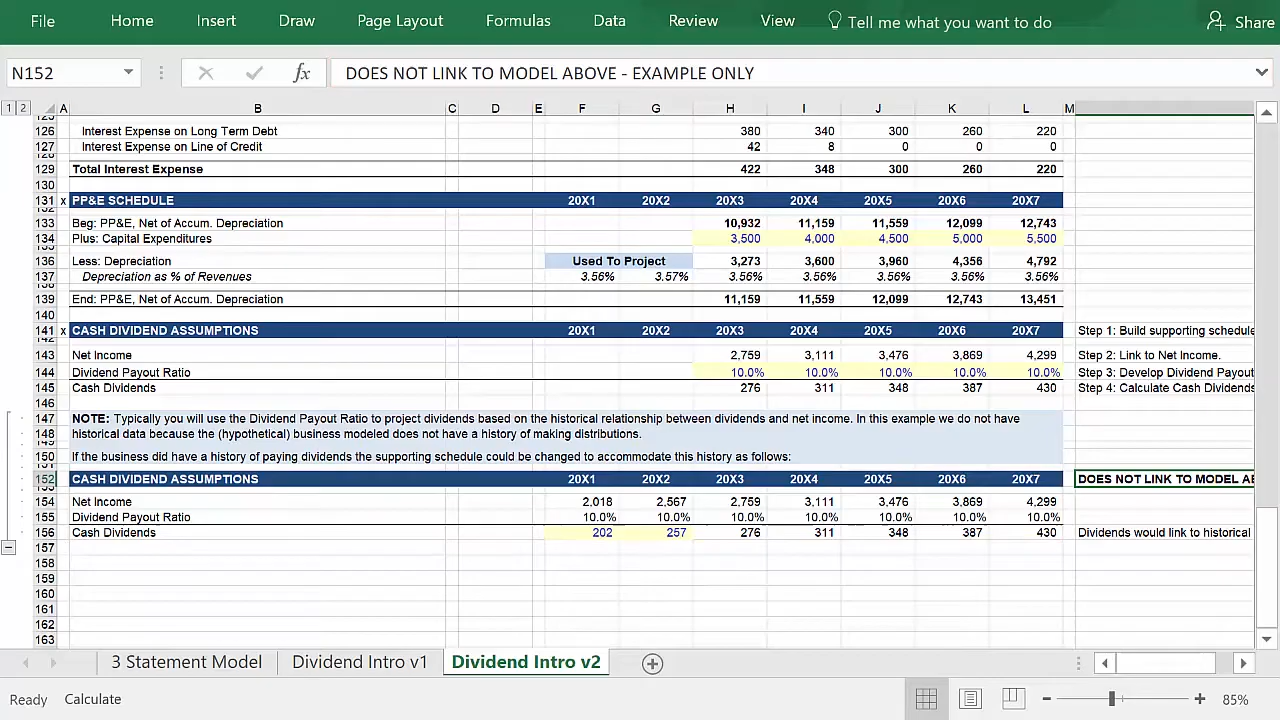 File Home Insert Draw Page Layout Formulas Data Review View Tell me what you want to do Share
N152 fx DOES NOT LINK TO MODEL ABOVE - EXAMPLE ONLY
1 2 A B C D E F G H I J K L M
126 Interest Expense on Long Term Debt 380 340 300 260 220
127 Interest Expense on Line of Credit 42 8 0 0 0
129 Total Interest Expense 422 348 300 260 220
130
131 x PP&E SCHEDULE 20X1 20X2 20X3 20X4 20X5 20X6 20X7
133 Beg: PP&E, Net of Accum. Depreciation 10,932 11,159 11,559 12,099 12,743
134 Plus: Capital Expenditures 3,500 4,000 4,500 5,000 5,500
136 Less: Depreciation Used To Project 3,273 3,600 3,960 4,356 4,792
137 Depreciation as % of Revenues 3.56% 3.57% 3.56% 3.56% 3.56% 3.56% 3.56%
139 End: PP&E, Net of Accum. Depreciation 11,159 11,559 12,099 12,743 13,451
140
141 x CASH DIVIDEND ASSUMPTIONS 20X1 20X2 20X3 20X4 20X5 20X6 20X7 Step 1: Build supporting schedule
143 Net Income 2,759 3,111 3,476 3,869 4,299 Step 2: Link to Net Income.
144 Dividend Payout Ratio 10.0% 10.0% 10.0% 10.0% 10.0% Step 3: Develop Dividend Payout
145 Cash Dividends 276 311 348 387 430 Step 4: Calculate Cash Dividends
146
147 NOTE: Typically you will use the Dividend Payout Ratio to project dividends based on the historical relationship between dividends and net income. In this example we do not have
148 historical data because the (hypothetical) business modeled does not have a history of making distributions.
150 If the business did have a history of paying dividends the supporting schedule could be changed to accommodate this history as follows:
152 CASH DIVIDEND ASSUMPTIONS 20X1 20X2 20X3 20X4 20X5 20X6 20X7 DOES NOT LINK TO MODEL AB
154 Net Income 2,018 2,567 2,759 3,111 3,476 3,869 4,299
155 Dividend Payout Ratio 10.0% 10.0% 10.0% 10.0% 10.0% 10.0% 10.0%
156 Cash Dividends 202 257 276 311 348 387 430 Dividends would link to historical
157
158
159
160
161
162
163
3 Statement Model Dividend Intro v1 Dividend Intro v2
Ready Calculate 85%